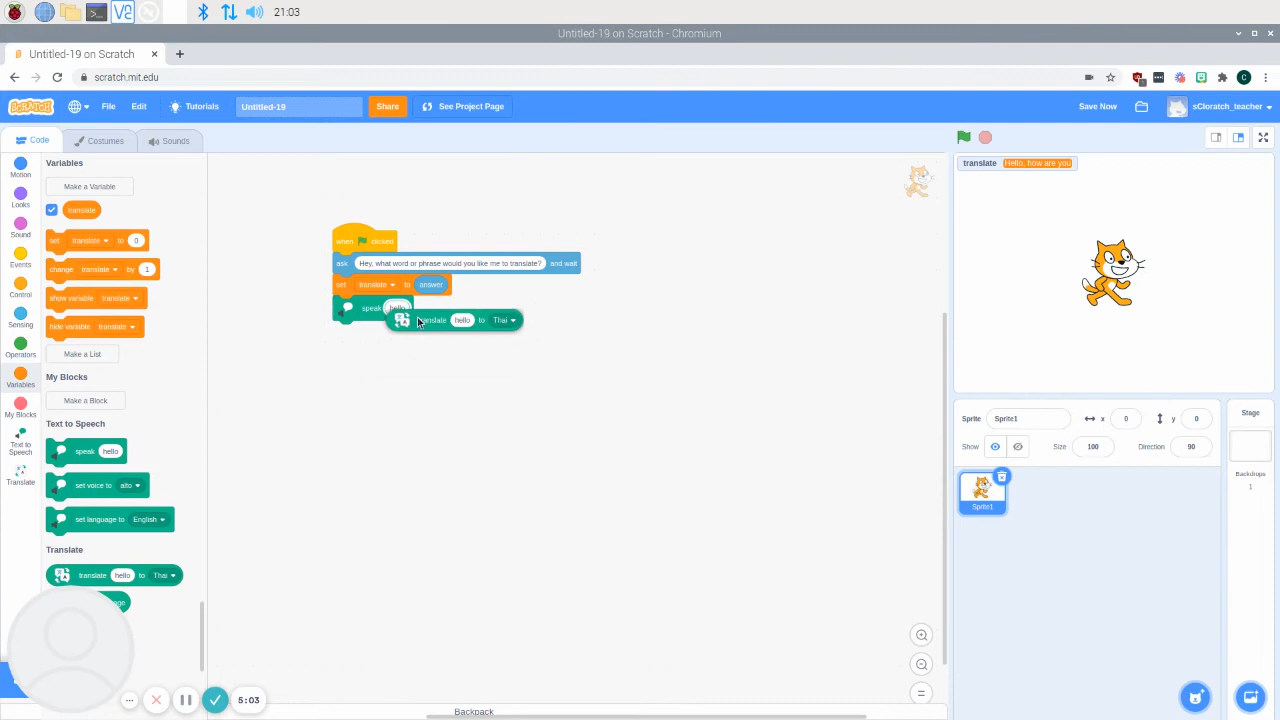 21:03
Untitled-19 on Scratch - Chromium
Untitled-19 on Scratch
scratch.mit.edu
C
SCRATCH
File
Edit
Tutorials
Untitled-19
Share
See Project Page
Save Now
sCloratch_teacher
Code
Costumes
Sounds
Motion
Looks
Sound
Events
Control
Sensing
Operators
Variables
My Blocks
Text to Speech
Translate
Variables
Make a Variable
translate
set translate to 0
change translate by 1
show variable translate
hide variable translate
Make a List
My Blocks
Make a Block
Text to Speech
speak hello
set voice to alto
set language to English
Translate
translate hello to Thai
when clicked
ask Hey, what word or phrase would you like me to translate? and wait
set translate to answer
speak hello
translate hello to Thai
translate Hello, how are you
Sprite Sprite1 x 0 y 0
Show Size 100 Direction 90
Sprite1
Stage
Backdrops
1
5:03
Backpack